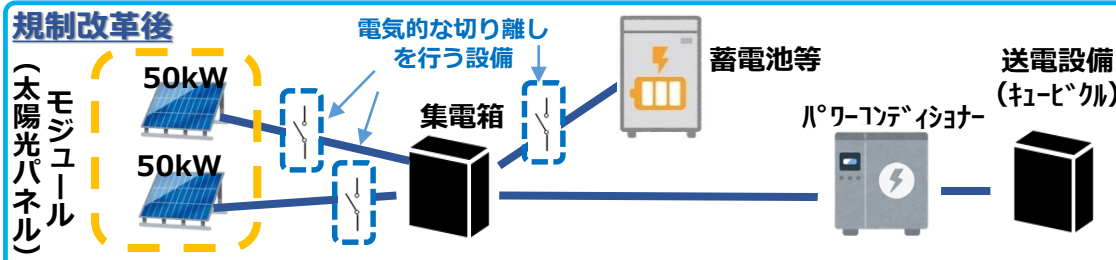 規制改革後
電気的な切り離し
を行う設備
モジュール
(太陽光パネル)
50kW
50kW
集電箱
蓄電池等
ﾊﾟﾜｰｺﾝﾃﾞｨｼｮﾅｰ
送電設備
(ｷｭｰﾋﾞｸﾙ)